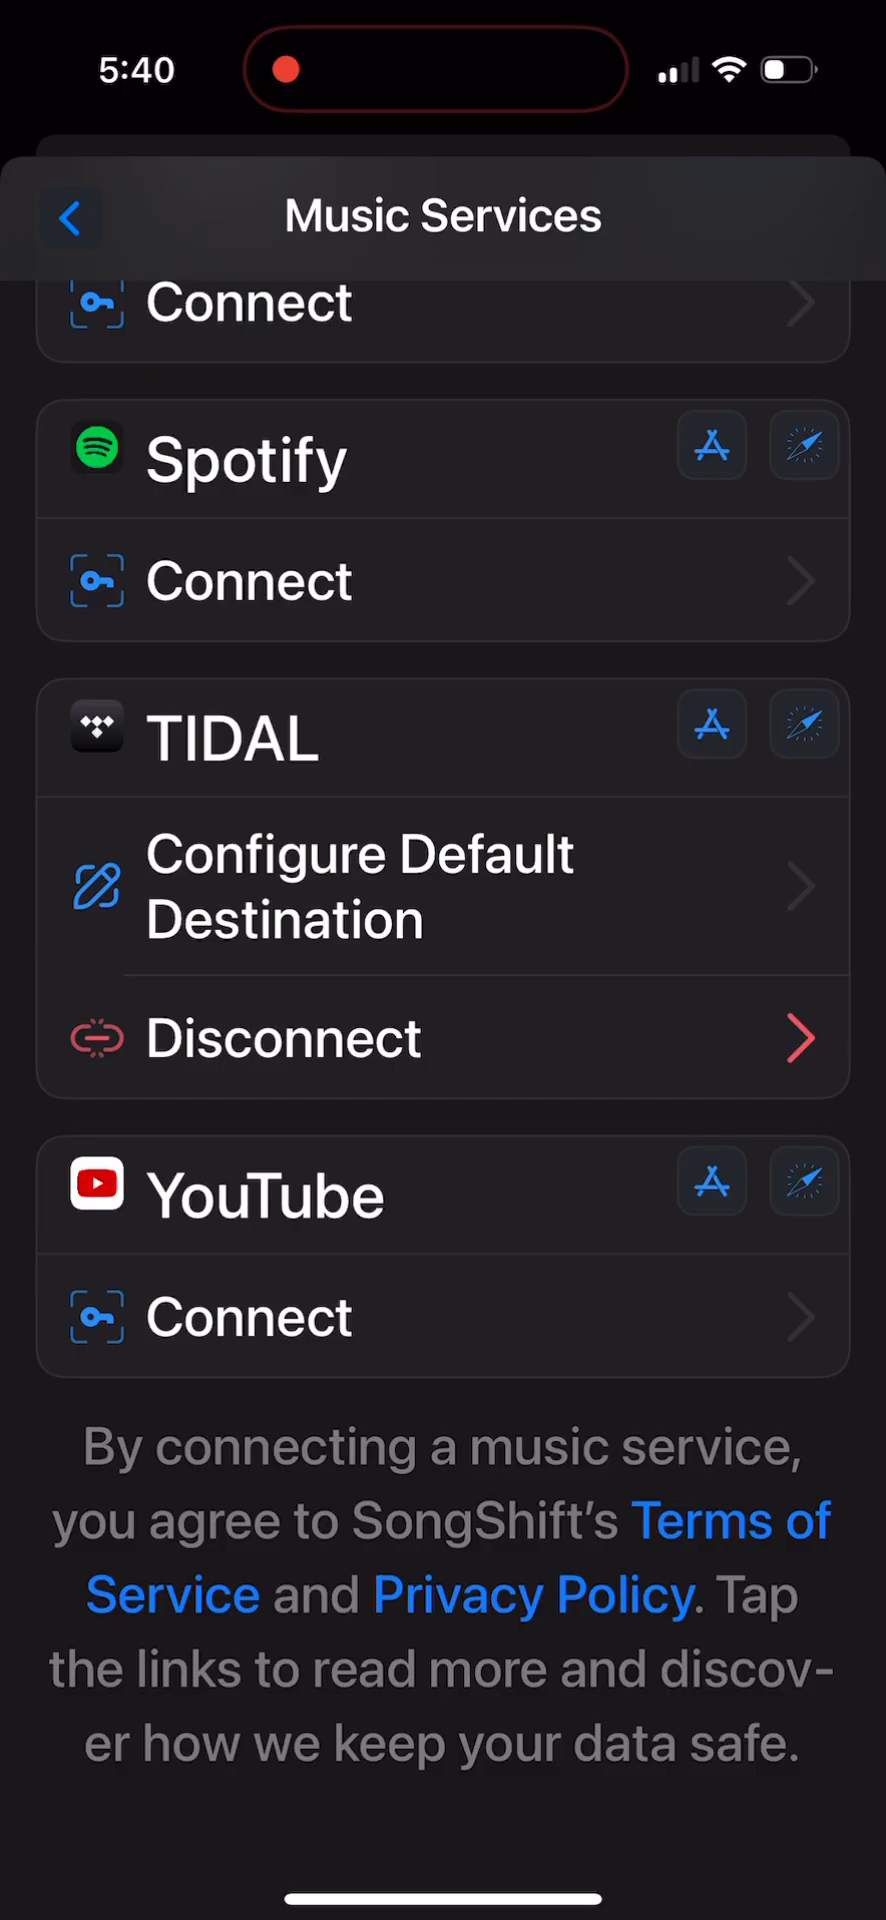 5:40
Music Services
Connect
Spotify
Connect
TIDAL
Configure Default
Destination
Disconnect
YouTube
Connect
By connecting a music service,
you agree to SongShift’s Terms of
Service and Privacy Policy. Tap
the links to read more and discov-
er how we keep your data safe.